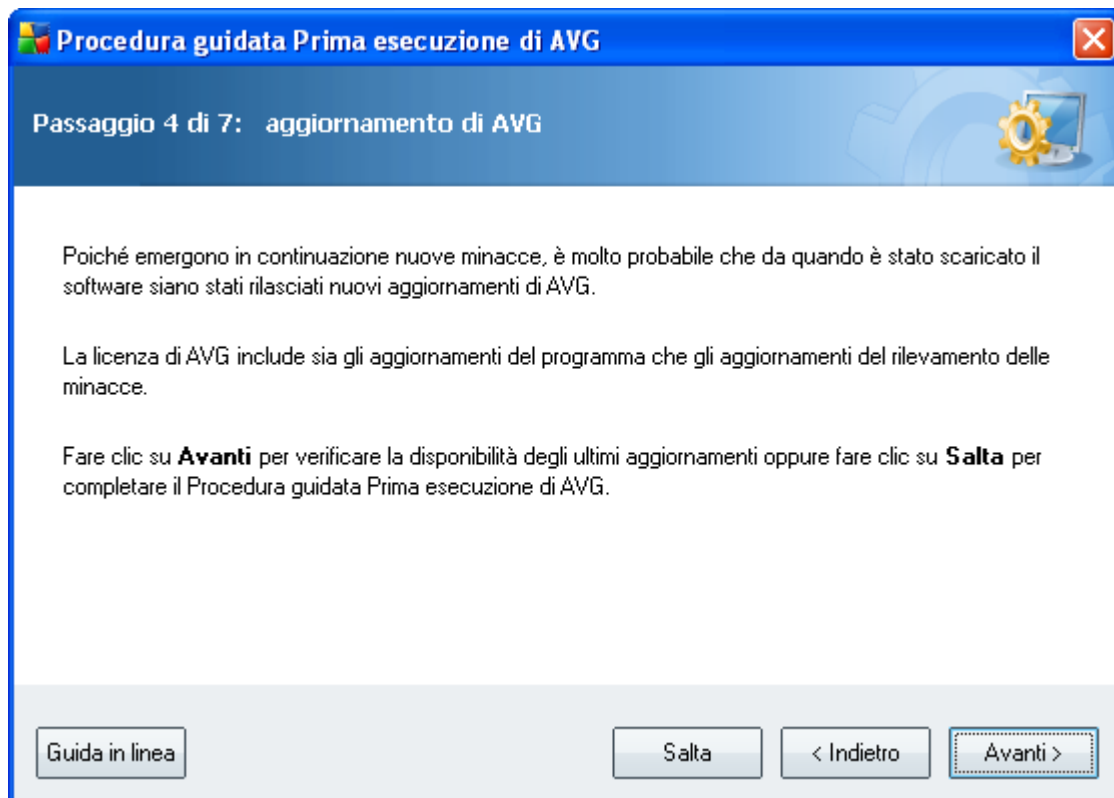 Procedura guidata Prima esecuzione di AVG
Passaggio 4 di 7: aggiornamento di AVG
Poiché emergono in continuazione nuove minacce, è molto probabile che da quando è stato scaricato il
software siano stati rilasciati nuovi aggiornamenti di AVG.
La licenza di AVG include sia gli aggiornamenti del programma che gli aggiornamenti del rilevamento delle
minacce.
Fare clic su Avanti per verificare la disponibilità degli ultimi aggiornamenti oppure fare clic su Salta per
completare il Procedura guidata Prima esecuzione di AVG.
Guida in linea
Salta
< Indietro
Avanti >